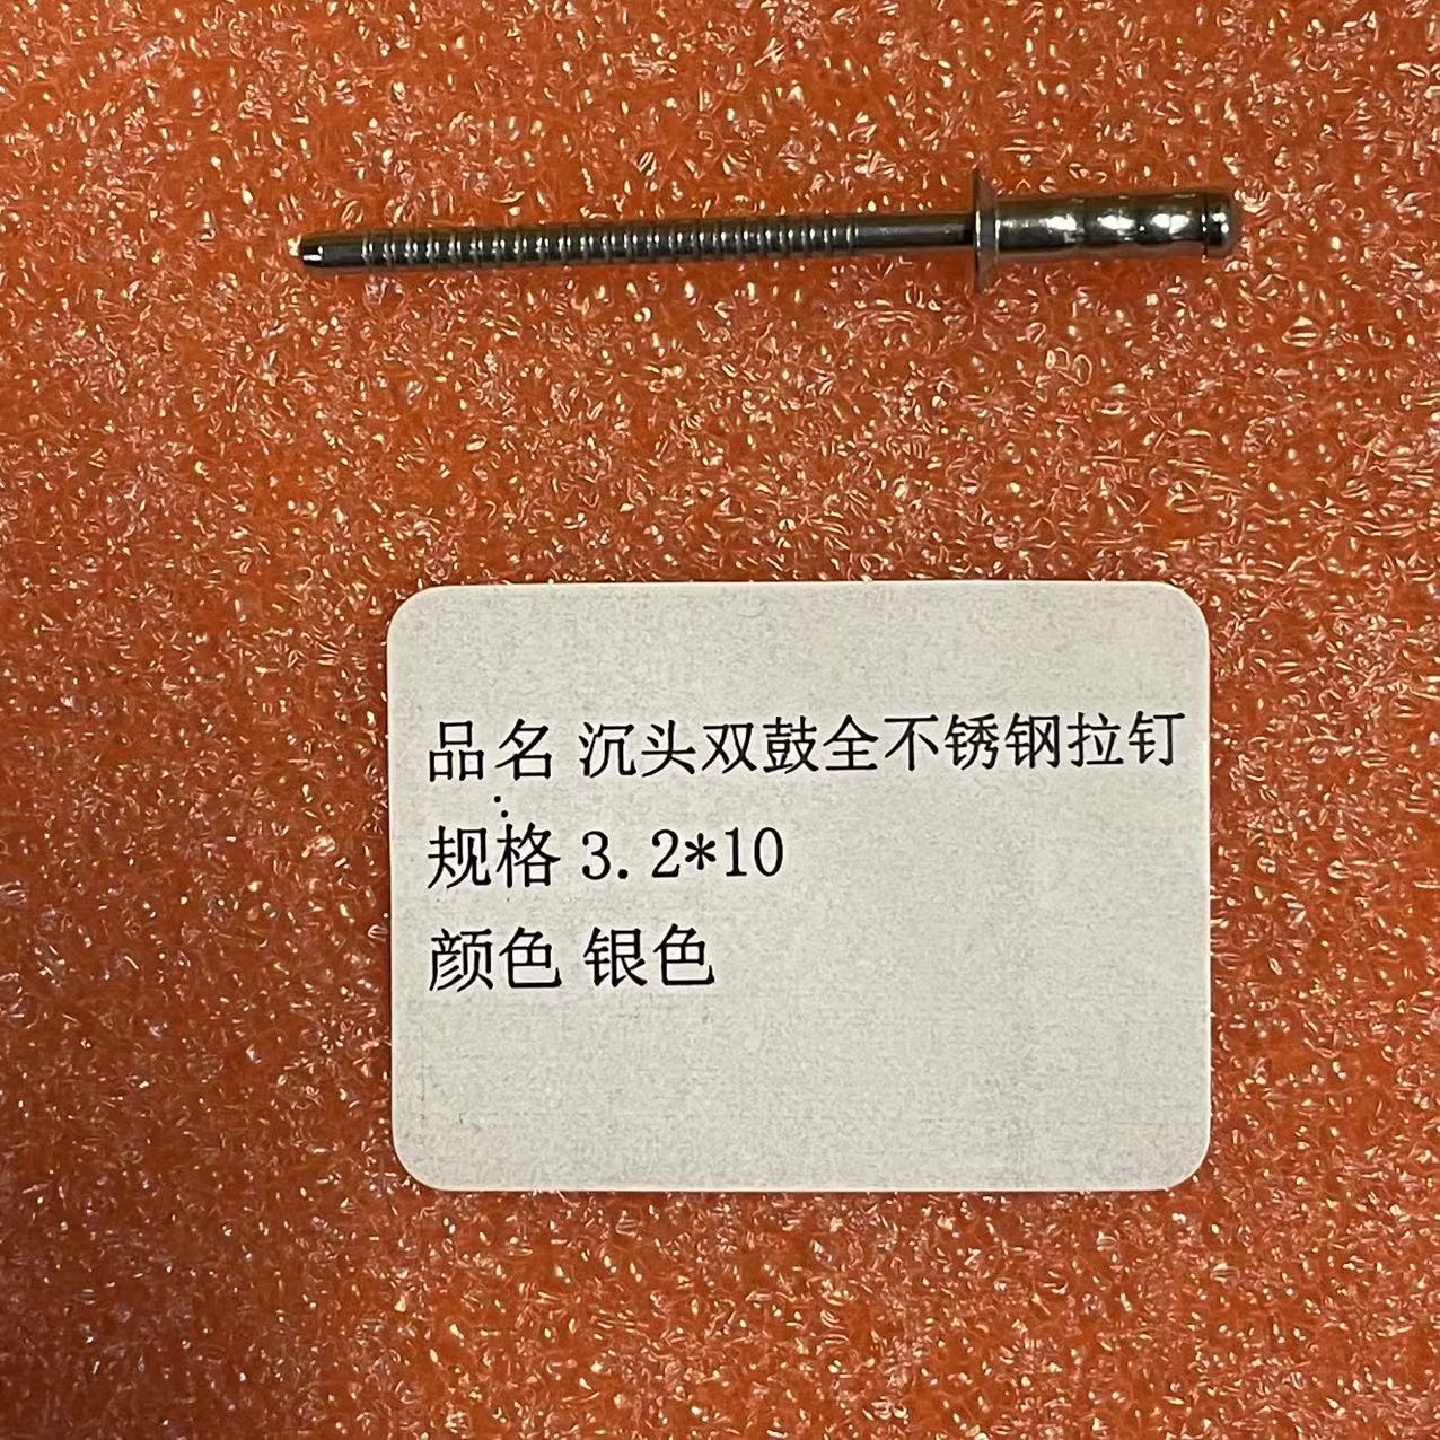 品名 沉头双鼓全不锈钢拉钉
:
规格 3.2*10
颜色 银色